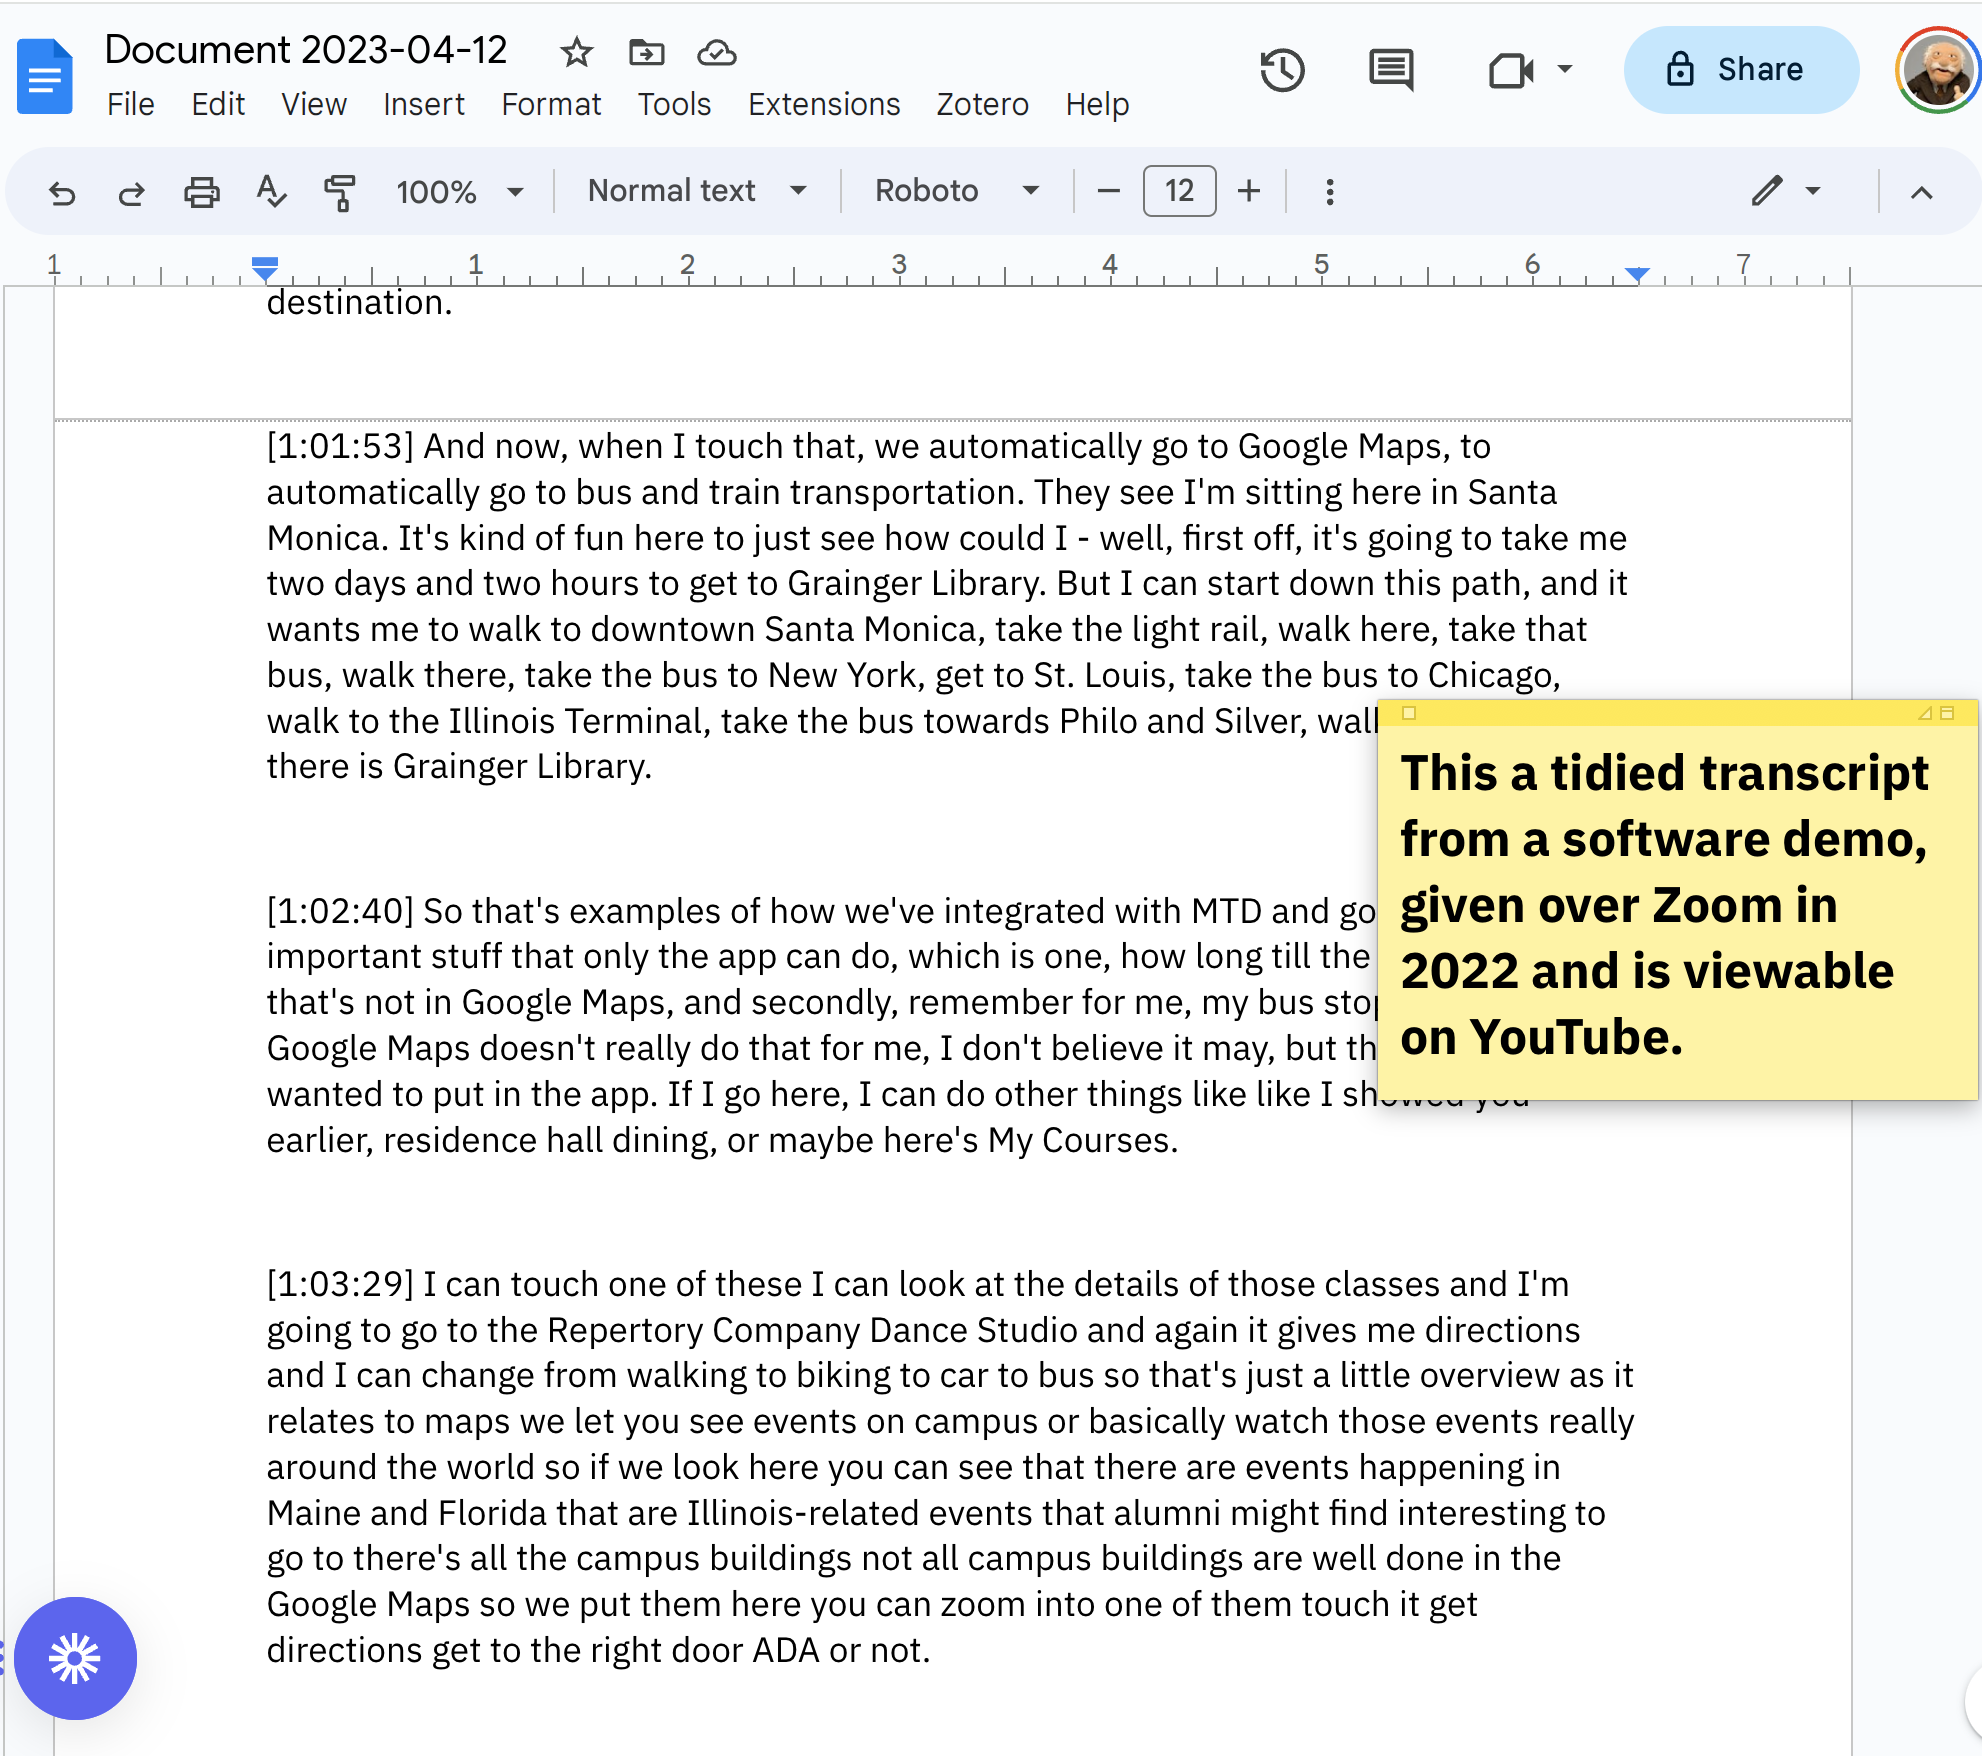 Document 2023-04-12
File Edit View Insert Format Tools Extensions Zotero Help
Share
100% Normal text Roboto 12
1 1 2 3 4 5 6 7
destination.
[1:01:53] And now, when I touch that, we automatically go to Google Maps, to
automatically go to bus and train transportation. They see I'm sitting here in Santa
Monica. It's kind of fun here to just see how could I - well, first off, it's going to take me
two days and two hours to get to Grainger Library. But I can start down this path, and it
wants me to walk to downtown Santa Monica, take the light rail, walk here, take that
bus, walk there, take the bus to New York, get to St. Louis, take the bus to Chicago,
walk to the Illinois Terminal, take the bus towards Philo and Silver, walk
there is Grainger Library.
[1:02:40] So that's examples of how we've integrated with MTD and
important stuff that only the app can do, which is one, how long till the
that's not in Google Maps, and secondly, remember for me, my bus stop
Google Maps doesn't really do that for me, I don't believe it may, but
wanted to put in the app. If I go here, I can do other things like like I showed you
earlier, residence hall dining, or maybe here's My Courses.
[1:03:29] I can touch one of these I can look at the details of those classes and I'm
going to go to the Repertory Company Dance Studio and again it gives me directions
and I can change from walking to biking to car to bus so that's just a little overview as it
relates to maps we let you see events on campus or basically watch those events really
around the world so if we look here you can see that there are events happening in
Maine and Florida that are Illinois-related events that alumni might find interesting to
go to there's all the campus buildings not all campus buildings are well done in the
Google Maps so we put them here you can zoom into one of them touch it get
directions get to the right door ADA or not.
This a tidied transcript
from a software demo,
given over Zoom in
2022 and is viewable
on YouTube.